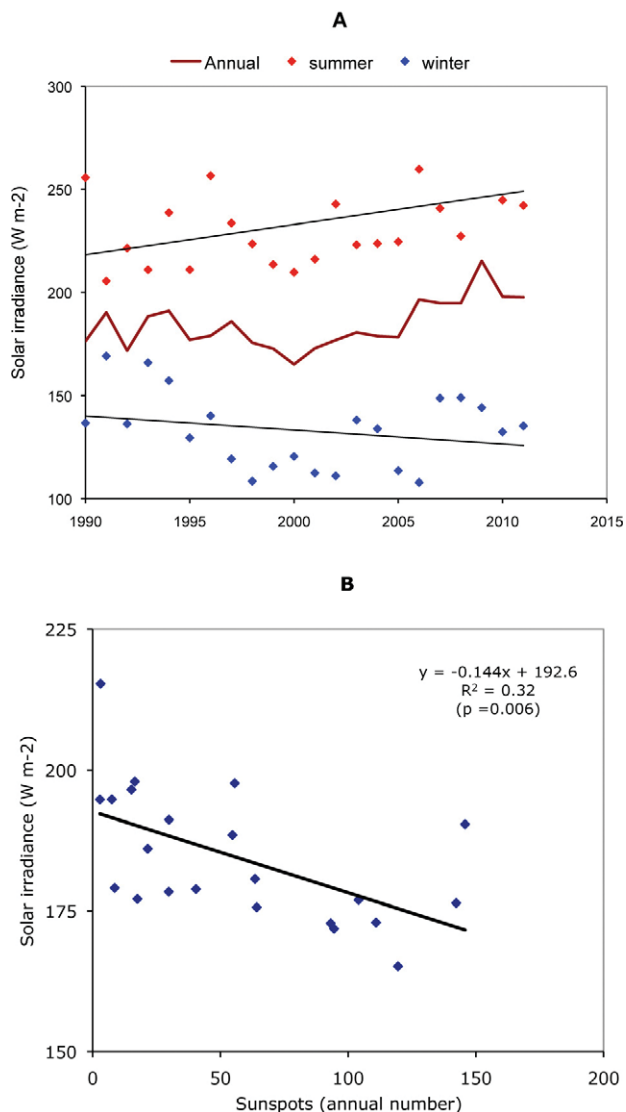 A
Annual summer winter
300
250
200
150
100
Solar irradiance (W m-2)
1990 1995 2000 2005 2010 2015
B
225
200
175
150
Solar irradiance (W m-2)
y = -0.144x + 192.6
R² = 0.32
(p =0.006)
0 50 100 150 200
Sunspots (annual number)